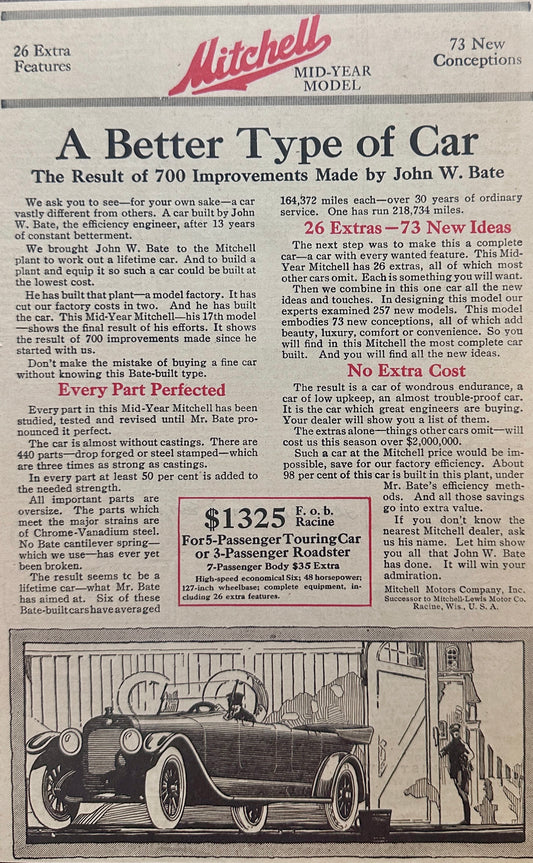 26 Extra
Features
Mitchell
MID-YEAR
MODEL
73 New
Conceptions
A Better Type of Car
The Result of 700 Improvements Made by John W. Bate
We ask you to see—for your own sake—a car
vastly different from others. A car built by John
W. Bate, the efficiency engineer, after 13 years
of constant betterment.
We brought John W. Bate to the Mitchell
plant to work out a lifetime car. And to build a
plant and equip it so such a car could be built at
the lowest cost.
He has built that plant—a model factory. It has
cut our factory costs in two. And he has built
the car. This Mid-Year Mitchell—his 17th model
—shows the final result of his efforts. It shows
the result of 700 improvements made since he
started with us.
Don't make the mistake of buying a fine car
without knowing this Bate-built type.
Every Part Perfected
Every part in this Mid-Year Mitchell has been
studied, tested and revised until Mr. Bate pro-
nounced it perfect.
The car is almost without castings. There are
440 parts—drop forged or steel stamped—which
are three times as strong as castings.
In every part at least 50 per cent is added to
the needed strength.
All important parts are
oversize. The parts which
meet the major strains are
of Chrome-Vanadium steel.
No Bate cantilever spring—
which we use—has ever yet
been broken.
The result seems to be a
lifetime car—what Mr. Bate
has aimed at. Six of these
Bate-built cars have averaged
164,372 miles each—over 30 years of ordinary
service. One has run 218,734 miles.
26 Extras—73 New Ideas
The next step was to make this a complete
car—a car with every wanted feature. This Mid-
Year Mitchell has 26 extras, all of which most
other cars omit. Each is something you will want.
Then we combine in this one car all the new
ideas and touches. In designing this model our
experts examined 257 new models. This model
embodies 73 new conceptions, all of which add
beauty, luxury, comfort or convenience. So you
will find in this Mitchell the most complete car
built. And you will find all the new ideas.
No Extra Cost
The result is a car of wondrous endurance, a
car of low upkeep, an almost trouble-proof car.
It is the car which great engineers are buying.
Your dealer will show you a list of them.
The extras alone—things other cars omit—will
cost us this season over $2,000,000.
Such a car at the Mitchell price would be im-
possible, save for our factory efficiency. About
98 per cent of this car is built in this plant, under
Mr. Bate's efficiency meth-
ods. And all those savings
go into extra value.
If you don't know the
nearest Mitchell dealer, ask
us his name. Let him show
you all that John W. Bate
has done. It will win your
admiration.
Mitchell Motors Company, Inc.
Successor to Mitchell-Lewis Motor Co.
Racine, Wis., U. S. A.
$1325 F. o. b.
Racine
For 5-Passenger Touring Car
or 3-Passenger Roadster
7-Passenger Body $35 Extra
High-speed economical Six; 48 horsepower;
127-inch wheelbase; complete equipment, in-
cluding 26 extra features.